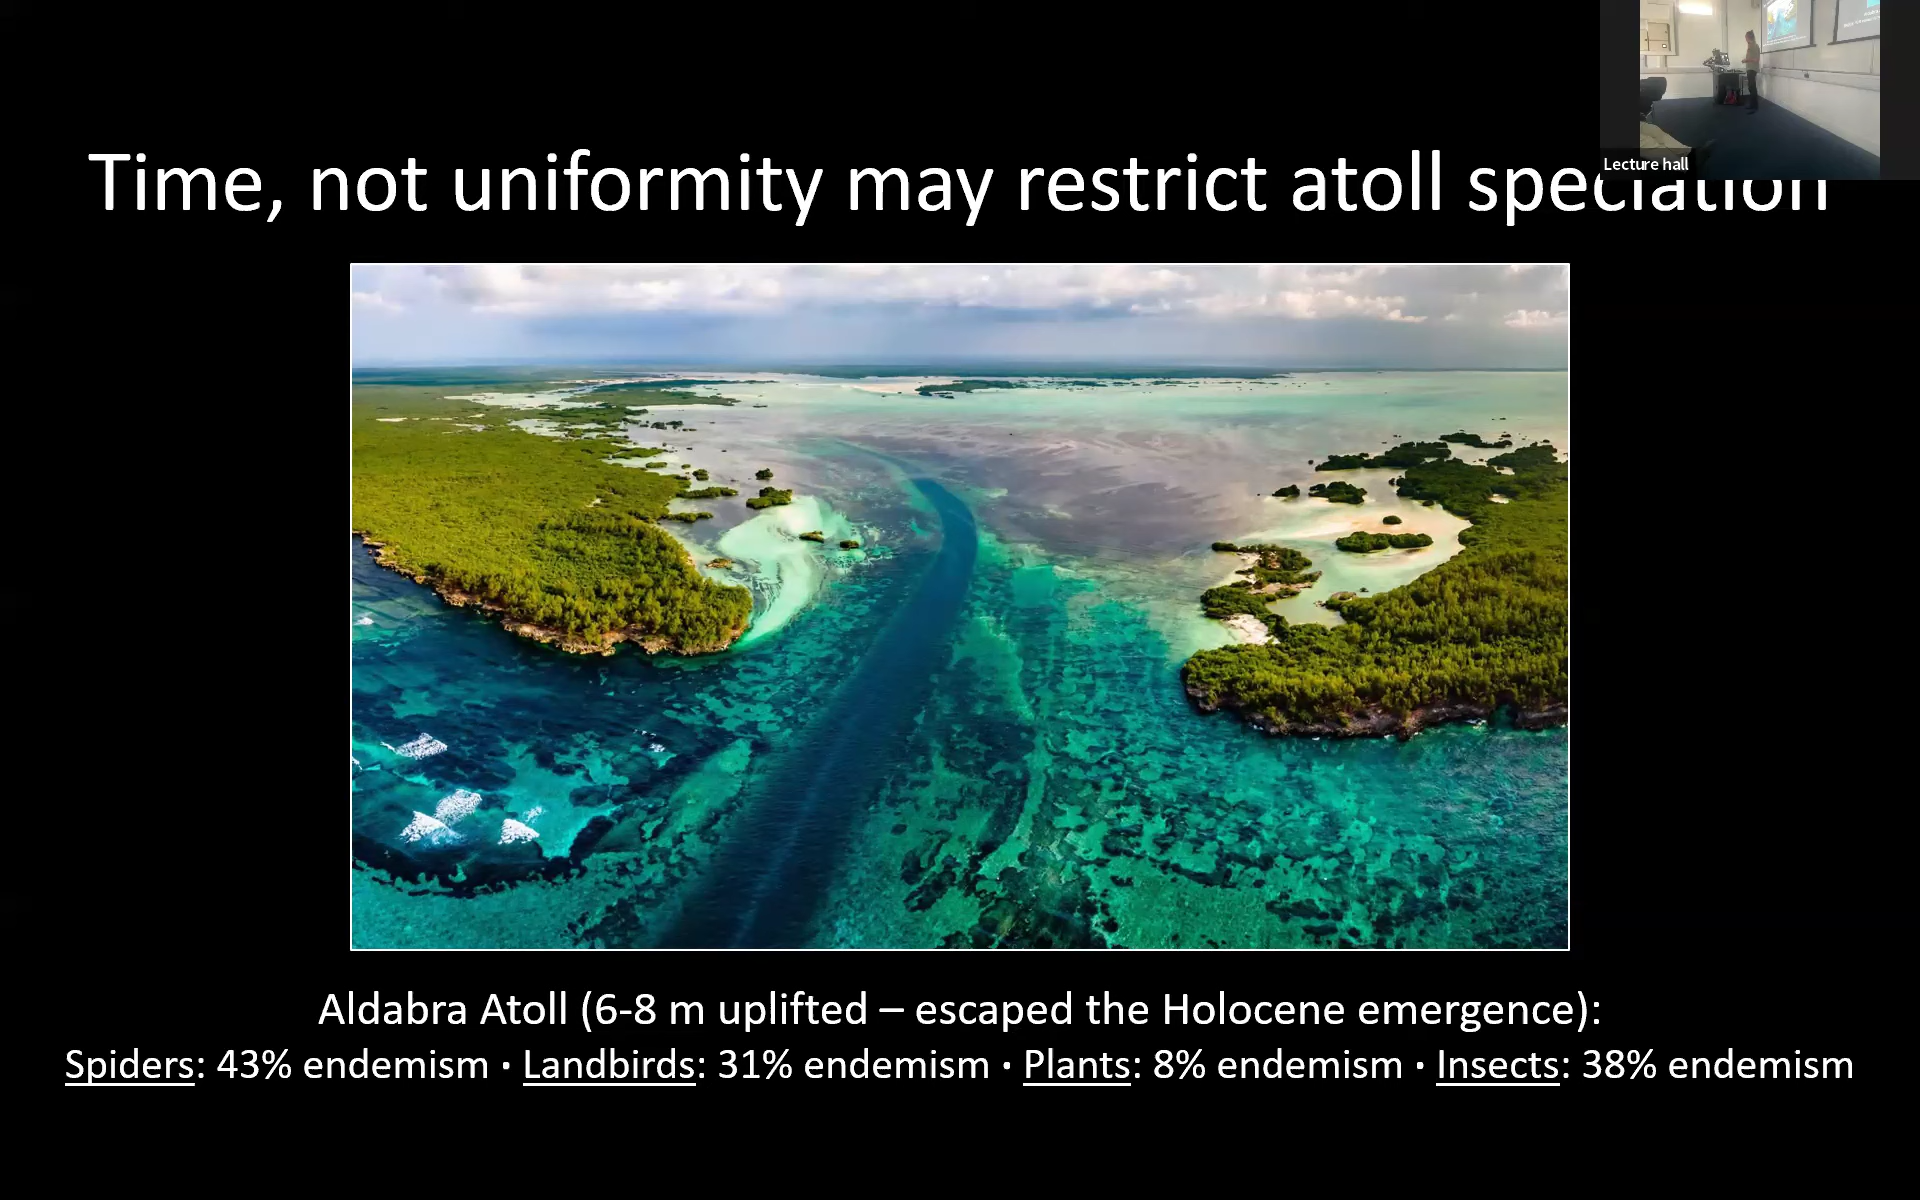 Lecture hall
Time, not uniformity may restrict atoll speciation
Aldabra Atoll (6-8 m uplifted – escaped the Holocene emergence):
Spiders: 43% endemism · Landbirds: 31% endemism · Plants: 8% endemism · Insects: 38% endemism